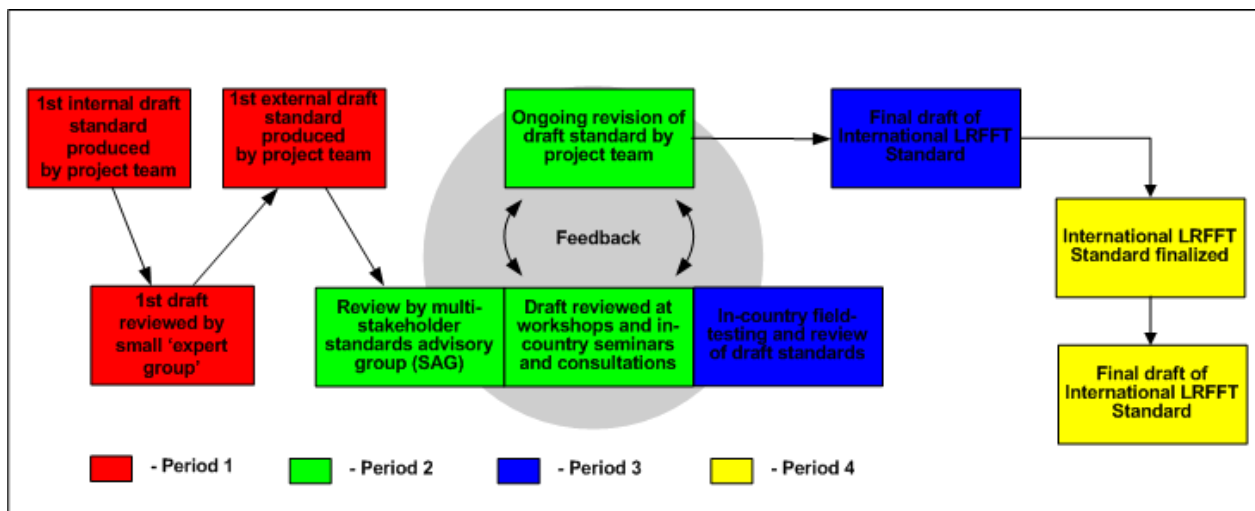 1st internal draft
standard
produced
by project team
1st external draft
standard
produced
by project team
Ongoing revision of
draft standard by
project team
Final draft of
International LRFFT
Standard
International LRFFT
Standard finalized
Feedback
1st draft
reviewed by
small ‘expert
group’
Review by multi-
stakeholder
standards advisory
group (SAG)
Draft reviewed at
workshops and in-
country seminars
and consultations
In-country field-
testing and review
of draft standards
Final draft of
International LRFFT
Standard
- Period 1
- Period 2
- Period 3
- Period 4